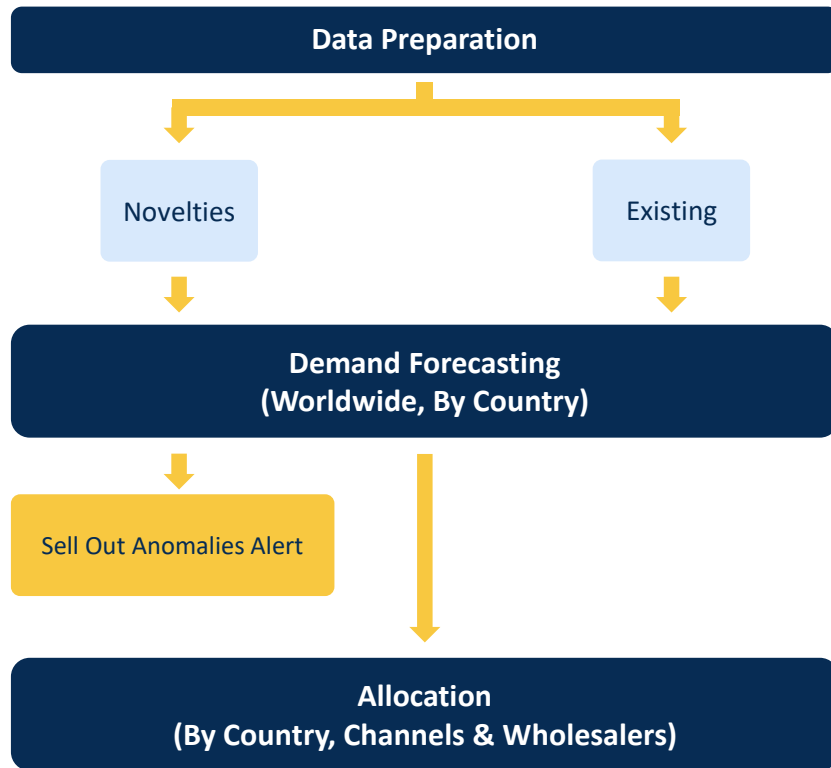 Data Preparation
Novelties
Existing
Demand Forecasting
(Worldwide, By Country)
Sell Out Anomalies Alert
Allocation
(By Country, Channels & Wholesalers)